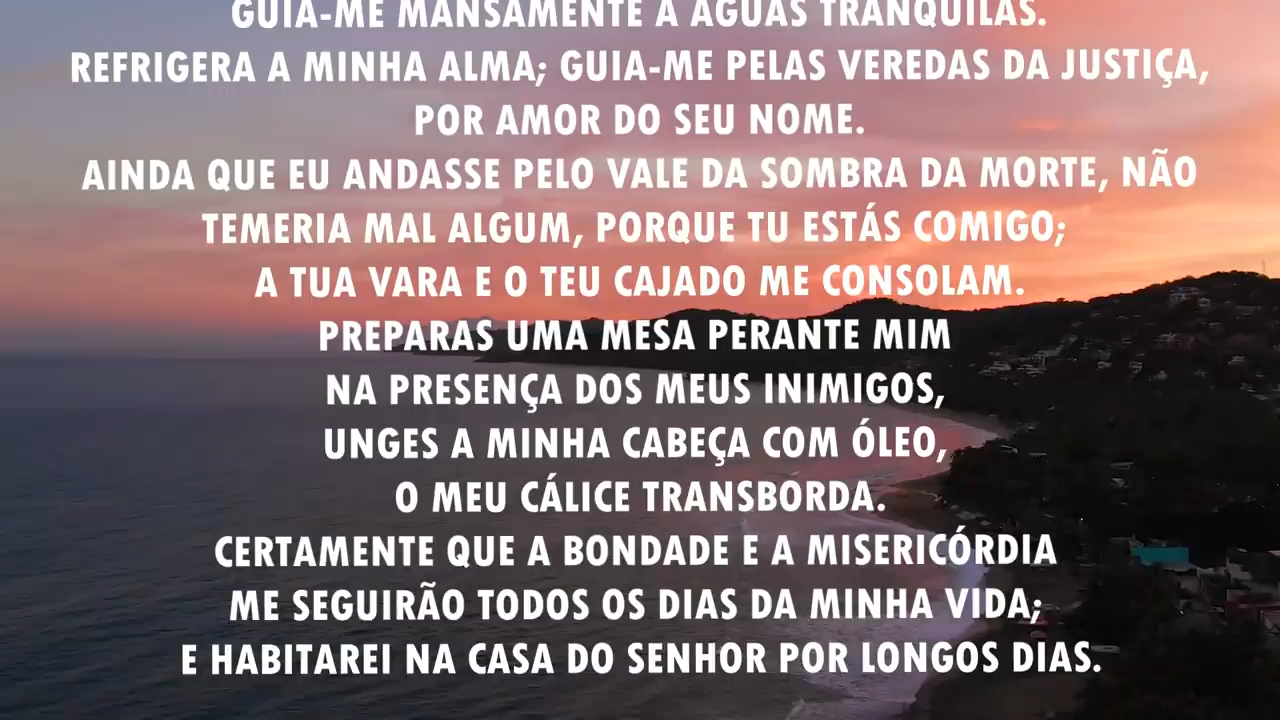 GUIA-ME MANSAMENTE A ÁGUAS TRANQUILAS.
REFRIGERA A MINHA ALMA; GUIA-ME PELAS VEREDAS DA JUSTIÇA,
POR AMOR DO SEU NOME.
AINDA QUE EU ANDASSE PELO VALE DA SOMBRA DA MORTE, NÃO
TEMERIA MAL ALGUM, PORQUE TU ESTÁS COMIGO;
A TUA VARA E O TEU CAJADO ME CONSOLAM.
PREPARAS UMA MESA PERANTE MIM
NA PRESENÇA DOS MEUS INIMIGOS,
UNGES A MINHA CABEÇA COM ÓLEO,
O MEU CÁLICE TRANSBORDA.
CERTAMENTE QUE A BONDADE E A MISERICÓRDIA
ME SEGUIRÃO TODOS OS DIAS DA MINHA VIDA;
E HABITAREI NA CASA DO SENHOR POR LONGOS DIAS.